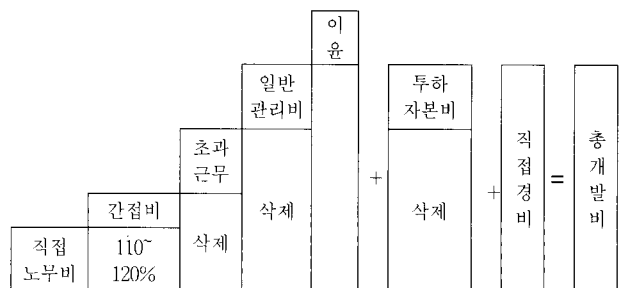 이
윤
일반
관리비
투하
자본비
초과
근무
직
접
경
비
총
개
발
비
+
+
=
간접비
삭제
삭제
직접
노무비
110~
120%
삭제